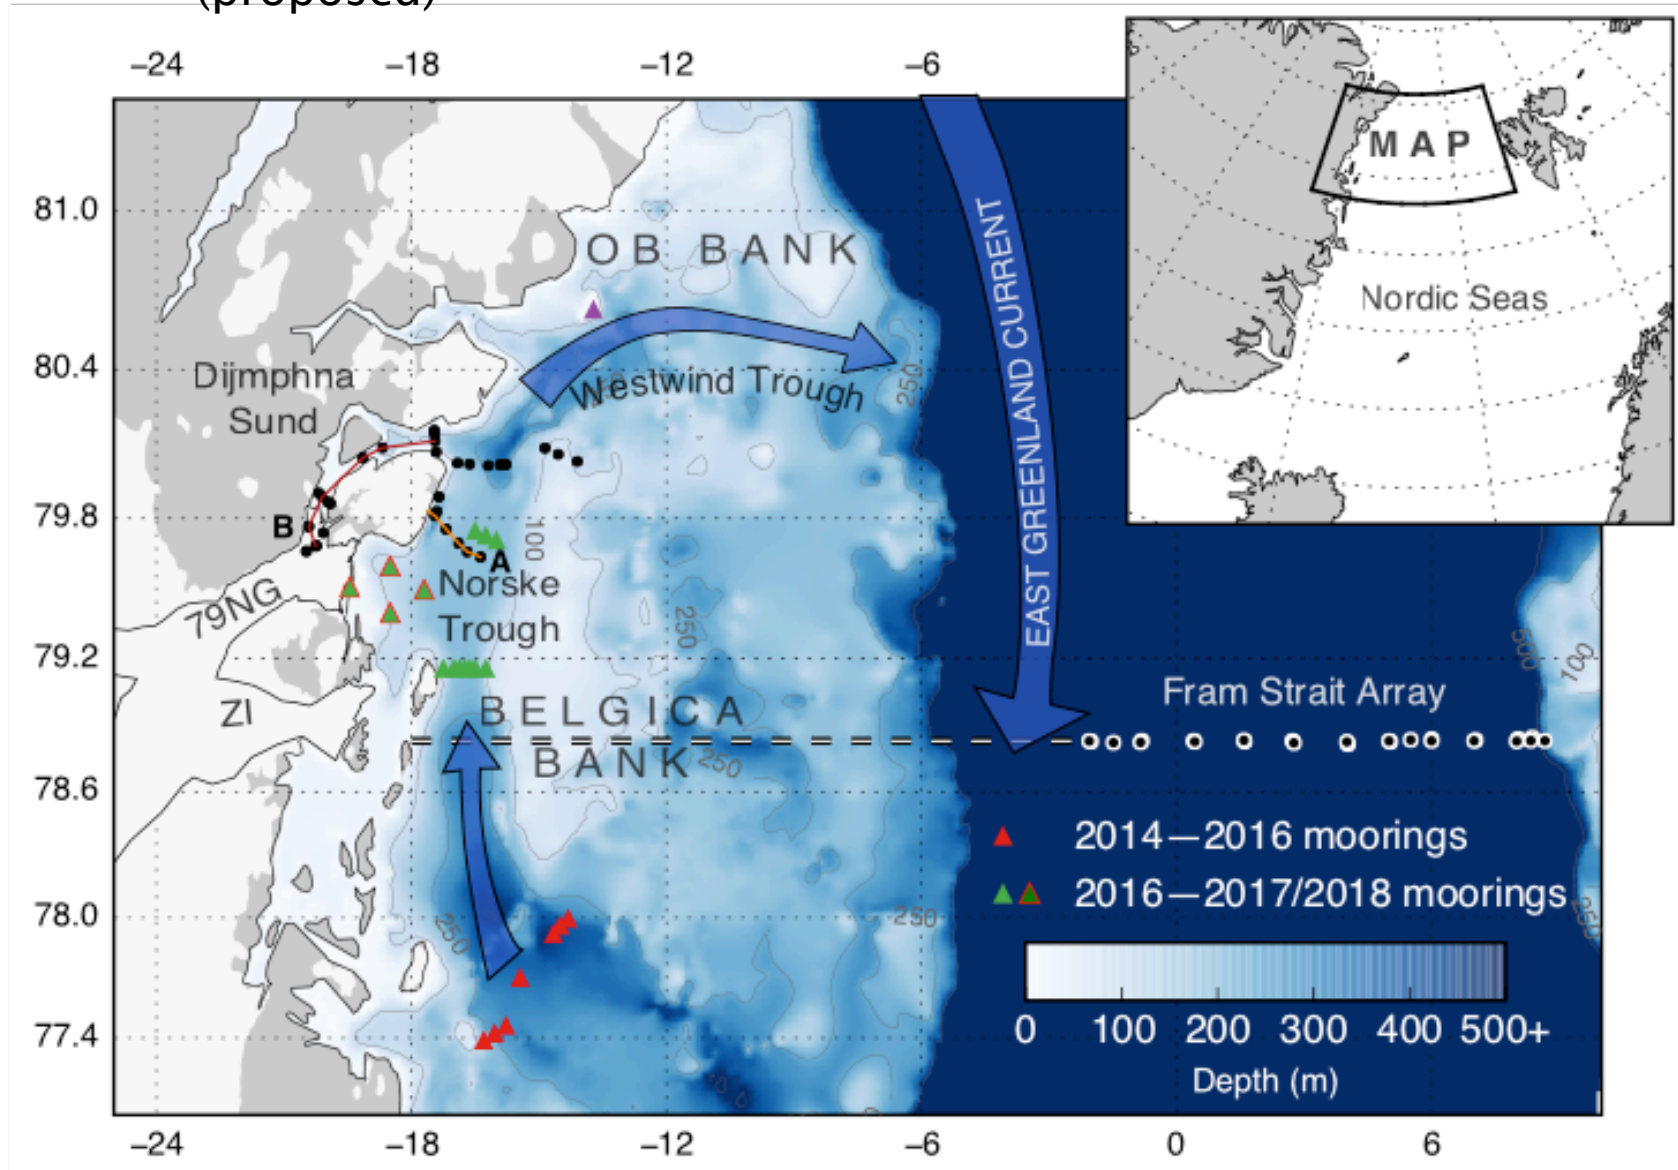 (proposed)
−24 −18 −12 −6
81.0
80.4
79.8
79.2
78.6
78.0
77.4
MAP
Nordic Seas
OB BANK
Dijmphna
Sund
Westwind Trough
EAST GREENLAND CURRENT
250
B
A
100
79NG
Norske
Trough
250
500
100
ZI
BELGICA
BANK
250
Fram Strait Array
2014—2016 moorings
2016—2017/2018 moorings
250
250
250
0 100 200 300 400 500+
Depth (m)
−24 −18 −12 −6 0 6